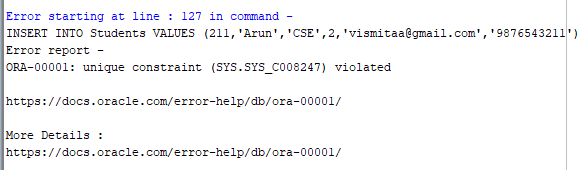 Error starting at line : 127 in command -
INSERT INTO Students VALUES (211,'Arun','CSE',2,'vismitaa@gmail.com','9876543211')
Error report -
ORA-00001: unique constraint (SYS.SYS_C008247) violated
https://docs.oracle.com/error-help/db/ora-00001/
More Details :
https://docs.oracle.com/error-help/db/ora-00001/